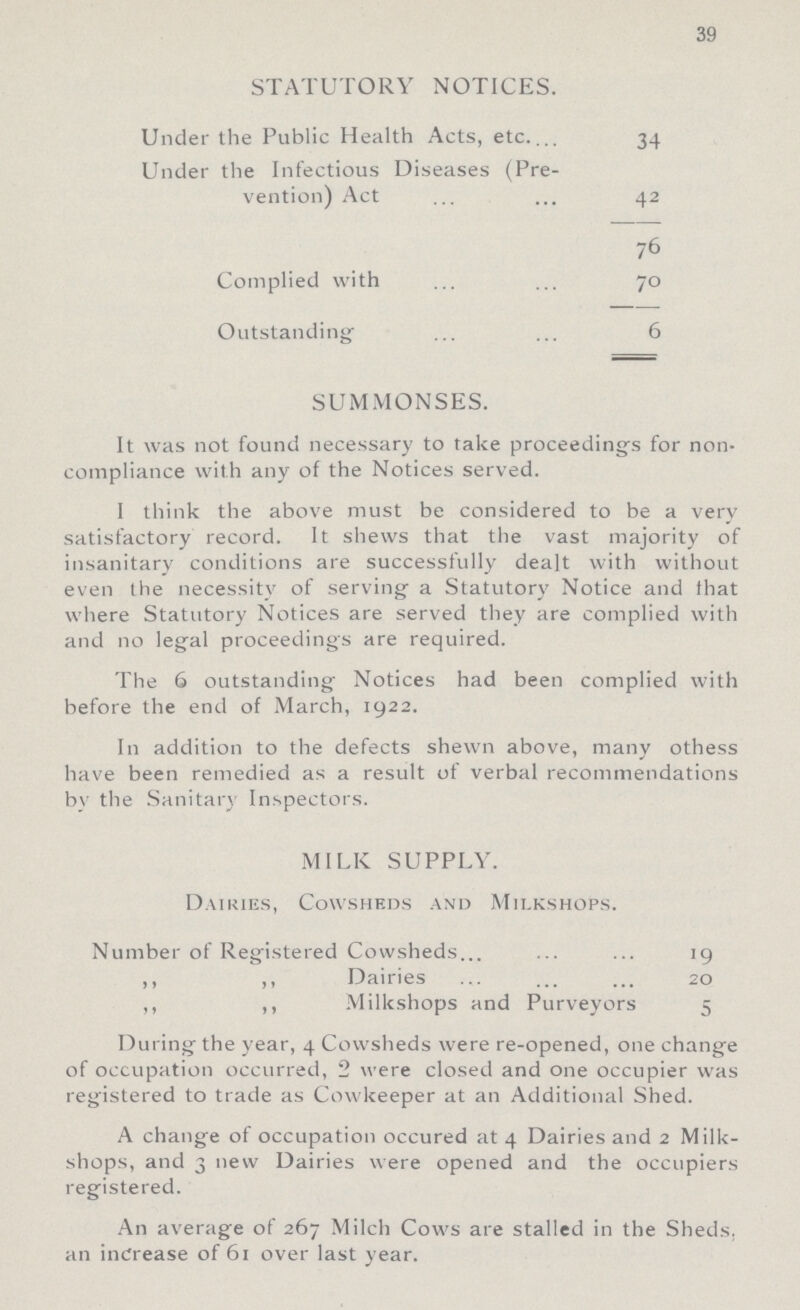 39
STATUTORY NOTICES.
Under the Public Health Acts, etc.... 34
Under the Infectious Diseases (Pre-
vention) Act ... ... 42
76
Complied with ... ... 70
Outstanding ... ... 6
SUMMONSES.
It was not found necessary to take proceedings for non-
compliance with any of the Notices served.
I think the above must be considered to be a very
satisfactory record. It shews that the vast majority of
insanitary conditions are successfully dealt with without
even the necessity of serving a Statutory Notice and that
where Statutory Notices are served they are complied with
and no legal proceedings are required.
The 6 outstanding Notices had been complied with
before the end of March, 1922.
In addition to the defects shewn above, many othess
have been remedied as a result of verbal recommendations
by the Sanitary Inspectors.
MILK SUPPLY.
Dairies, Cowsheds and Milkshops.
Number of Registered Cowsheds... ... ... 19
,, ,, Dairies ... ... ... 20
,, ,, Milkshops and Purveyors 5
During the year, 4 Cowsheds were re-opened, one change
of occupation occurred, 2 were closed and one occupier was
registered to trade as Cowkeeper at an Additional Shed.
A change of occupation occured at 4 Dairies and 2 Milk-
shops, and 3 new Dairies were opened and the occupiers
registered.
An average of 267 Milch Cows are stalled in the Sheds,
an increase of 61 over last year.